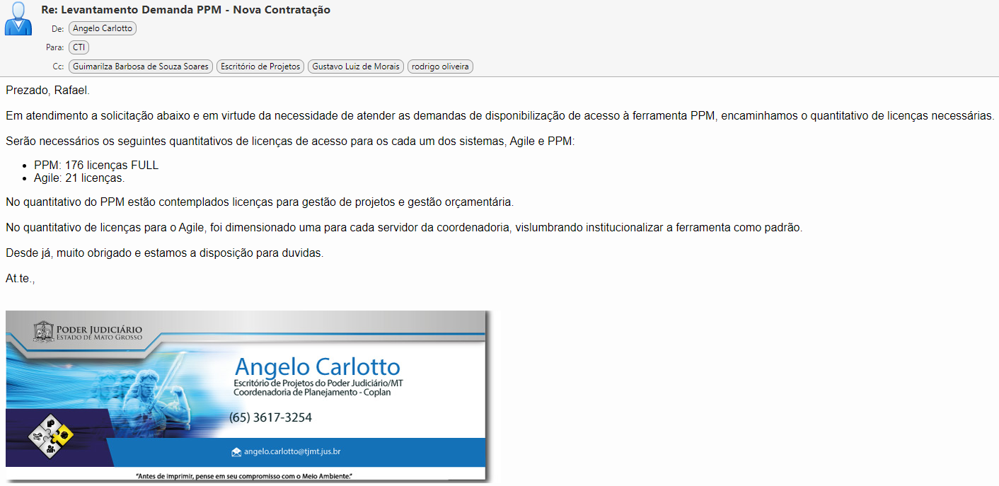 Re: Levantamento Demanda PPM - Nova Contratação
De: Angelo Carlotto
Para: CTI
Cc: Guimarilza Barbosa de Souza Soares Escritório de Projetos Gustavo Luiz de Morais rodrigo oliveira
Prezado, Rafael.
Em atendimento a solicitação abaixo e em virtude da necessidade de atender as demandas de disponibilização de acesso à ferramenta PPM, encaminhamos o quantitativo de licenças necessárias.
Serão necessários os seguintes quantitativos de licenças de acesso para os cada um dos sistemas, Agile e PPM:
• PPM: 176 licenças FULL
• Agile: 21 licenças.
No quantitativo do PPM estão contemplados licenças para gestão de projetos e gestão orçamentária.
No quantitativo de licenças para o Agile, foi dimensionado uma para cada servidor da coordenadoria, vislumbrando institucionalizar a ferramenta como padrão.
Desde já, muito obrigado e estamos a disposição para duvidas.
At.te.,
PODER JUDICIÁRIO
ESTADO DE MATO GROSSO
Angelo Carlotto
Escritório de Projetos do Poder Judiciário/MT
Coordenadoria de Planejamento - Coplan
(65) 3617-3254
angelo.carlotto@tjmt.jus.br
"Antes de imprimir, pense em seu compromisso com o Meio Ambiente."